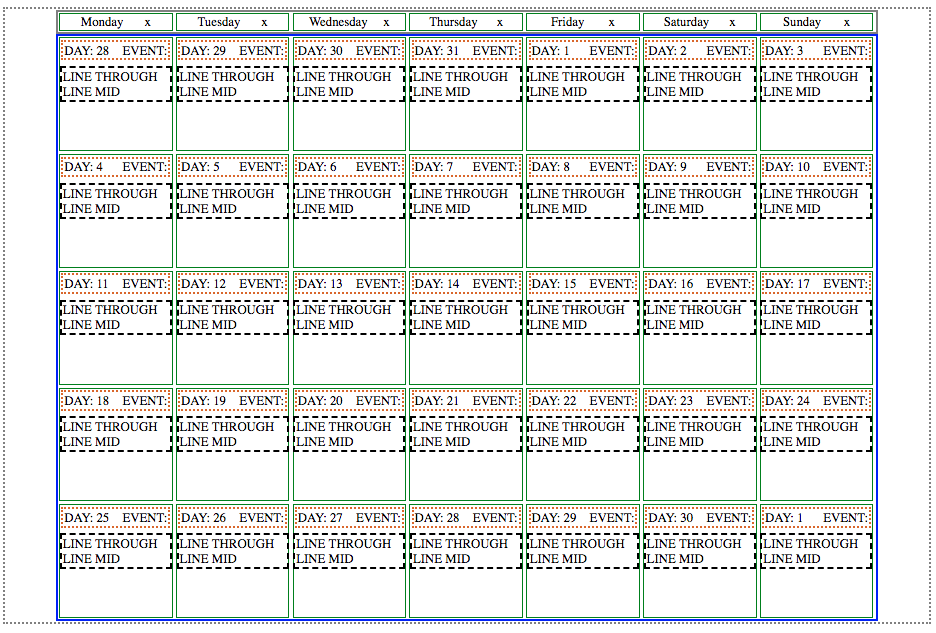 Monday x Tuesday x Wednesday x Thursday x Friday x Saturday x Sunday x
DAY: 28 EVENT: DAY: 29 EVENT: DAY: 30 EVENT: DAY: 31 EVENT: DAY: 1 EVENT: DAY: 2 EVENT: DAY: 3 EVENT:
LINE THROUGH LINE THROUGH LINE THROUGH LINE THROUGH LINE THROUGH LINE THROUGH LINE THROUGH
LINE MID LINE MID LINE MID LINE MID LINE MID LINE MID LINE MID
DAY: 4 EVENT: DAY: 5 EVENT: DAY: 6 EVENT: DAY: 7 EVENT: DAY: 8 EVENT: DAY: 9 EVENT: DAY: 10 EVENT:
LINE THROUGH LINE THROUGH LINE THROUGH LINE THROUGH LINE THROUGH LINE THROUGH LINE THROUGH
LINE MID LINE MID LINE MID LINE MID LINE MID LINE MID LINE MID
DAY: 11 EVENT: DAY: 12 EVENT: DAY: 13 EVENT: DAY: 14 EVENT: DAY: 15 EVENT: DAY: 16 EVENT: DAY: 17 EVENT:
LINE THROUGH LINE THROUGH LINE THROUGH LINE THROUGH LINE THROUGH LINE THROUGH LINE THROUGH
LINE MID LINE MID LINE MID LINE MID LINE MID LINE MID LINE MID
DAY: 18 EVENT: DAY: 19 EVENT: DAY: 20 EVENT: DAY: 21 EVENT: DAY: 22 EVENT: DAY: 23 EVENT: DAY: 24 EVENT:
LINE THROUGH LINE THROUGH LINE THROUGH LINE THROUGH LINE THROUGH LINE THROUGH LINE THROUGH
LINE MID LINE MID LINE MID LINE MID LINE MID LINE MID LINE MID
DAY: 25 EVENT: DAY: 26 EVENT: DAY: 27 EVENT: DAY: 28 EVENT: DAY: 29 EVENT: DAY: 30 EVENT: DAY: 1 EVENT:
LINE THROUGH LINE THROUGH LINE THROUGH LINE THROUGH LINE THROUGH LINE THROUGH LINE THROUGH
LINE MID LINE MID LINE MID LINE MID LINE MID LINE MID LINE MID